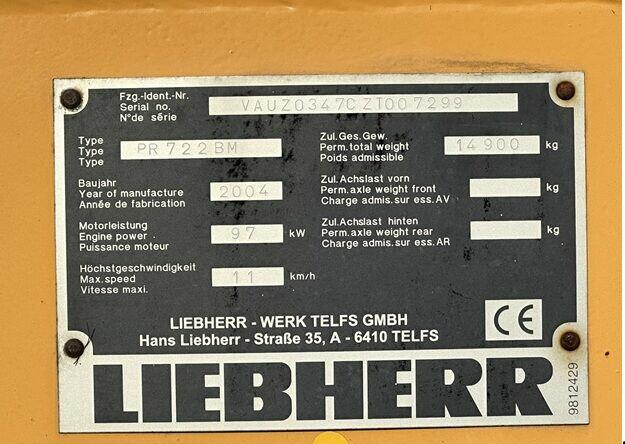 Fzg.-Ident.-Nr.
Serial no.
N°de série
VAUZ0347CZT007299
Type
Type
Type
PR722BM
Zul.Ges.Gew.
Perm.total weight
Poids admissible
14900 kg
Baujahr
Year of manufacture
Année de fabrication
2004
Zul.Achslast vorn
Perm.axle weight front
Charge admis.sur ess.AV
kg
Motorleistung
Engine power
Puissance moteur
97 kW
Zul.Achslast hinten
Perm.axle weight rear
Charge admis.sur ess.AR
kg
Höchstgeschwindigkeit
Max.speed
Vitesse maxi.
11 km/h
CE
LIEBHERR - WERK TELFS GMBH
Hans Liebherr - Straße 35, A - 6410 TELFS
LIEBHERR
9812429